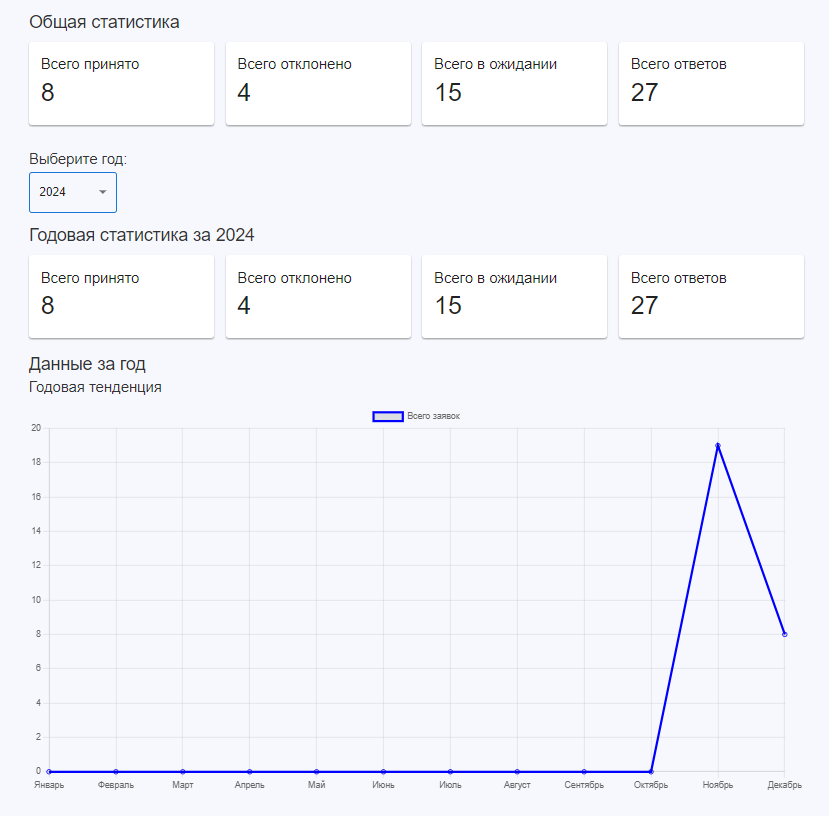 Общая статистика
Всего принято Всего отклонено Всего в ожидании Всего ответов
8 4 15 27
Выберите год:
2024
Годовая статистика за 2024
Всего принято Всего отклонено Всего в ожидании Всего ответов
8 4 15 27
Данные за год
Годовая тенденция
Всего заявок
20
18
16
14
12
10
8
6
4
2
0
Январь Февраль Март Апрель Май Июнь Июль Август Сентябрь Октябрь Ноябрь Декабрь